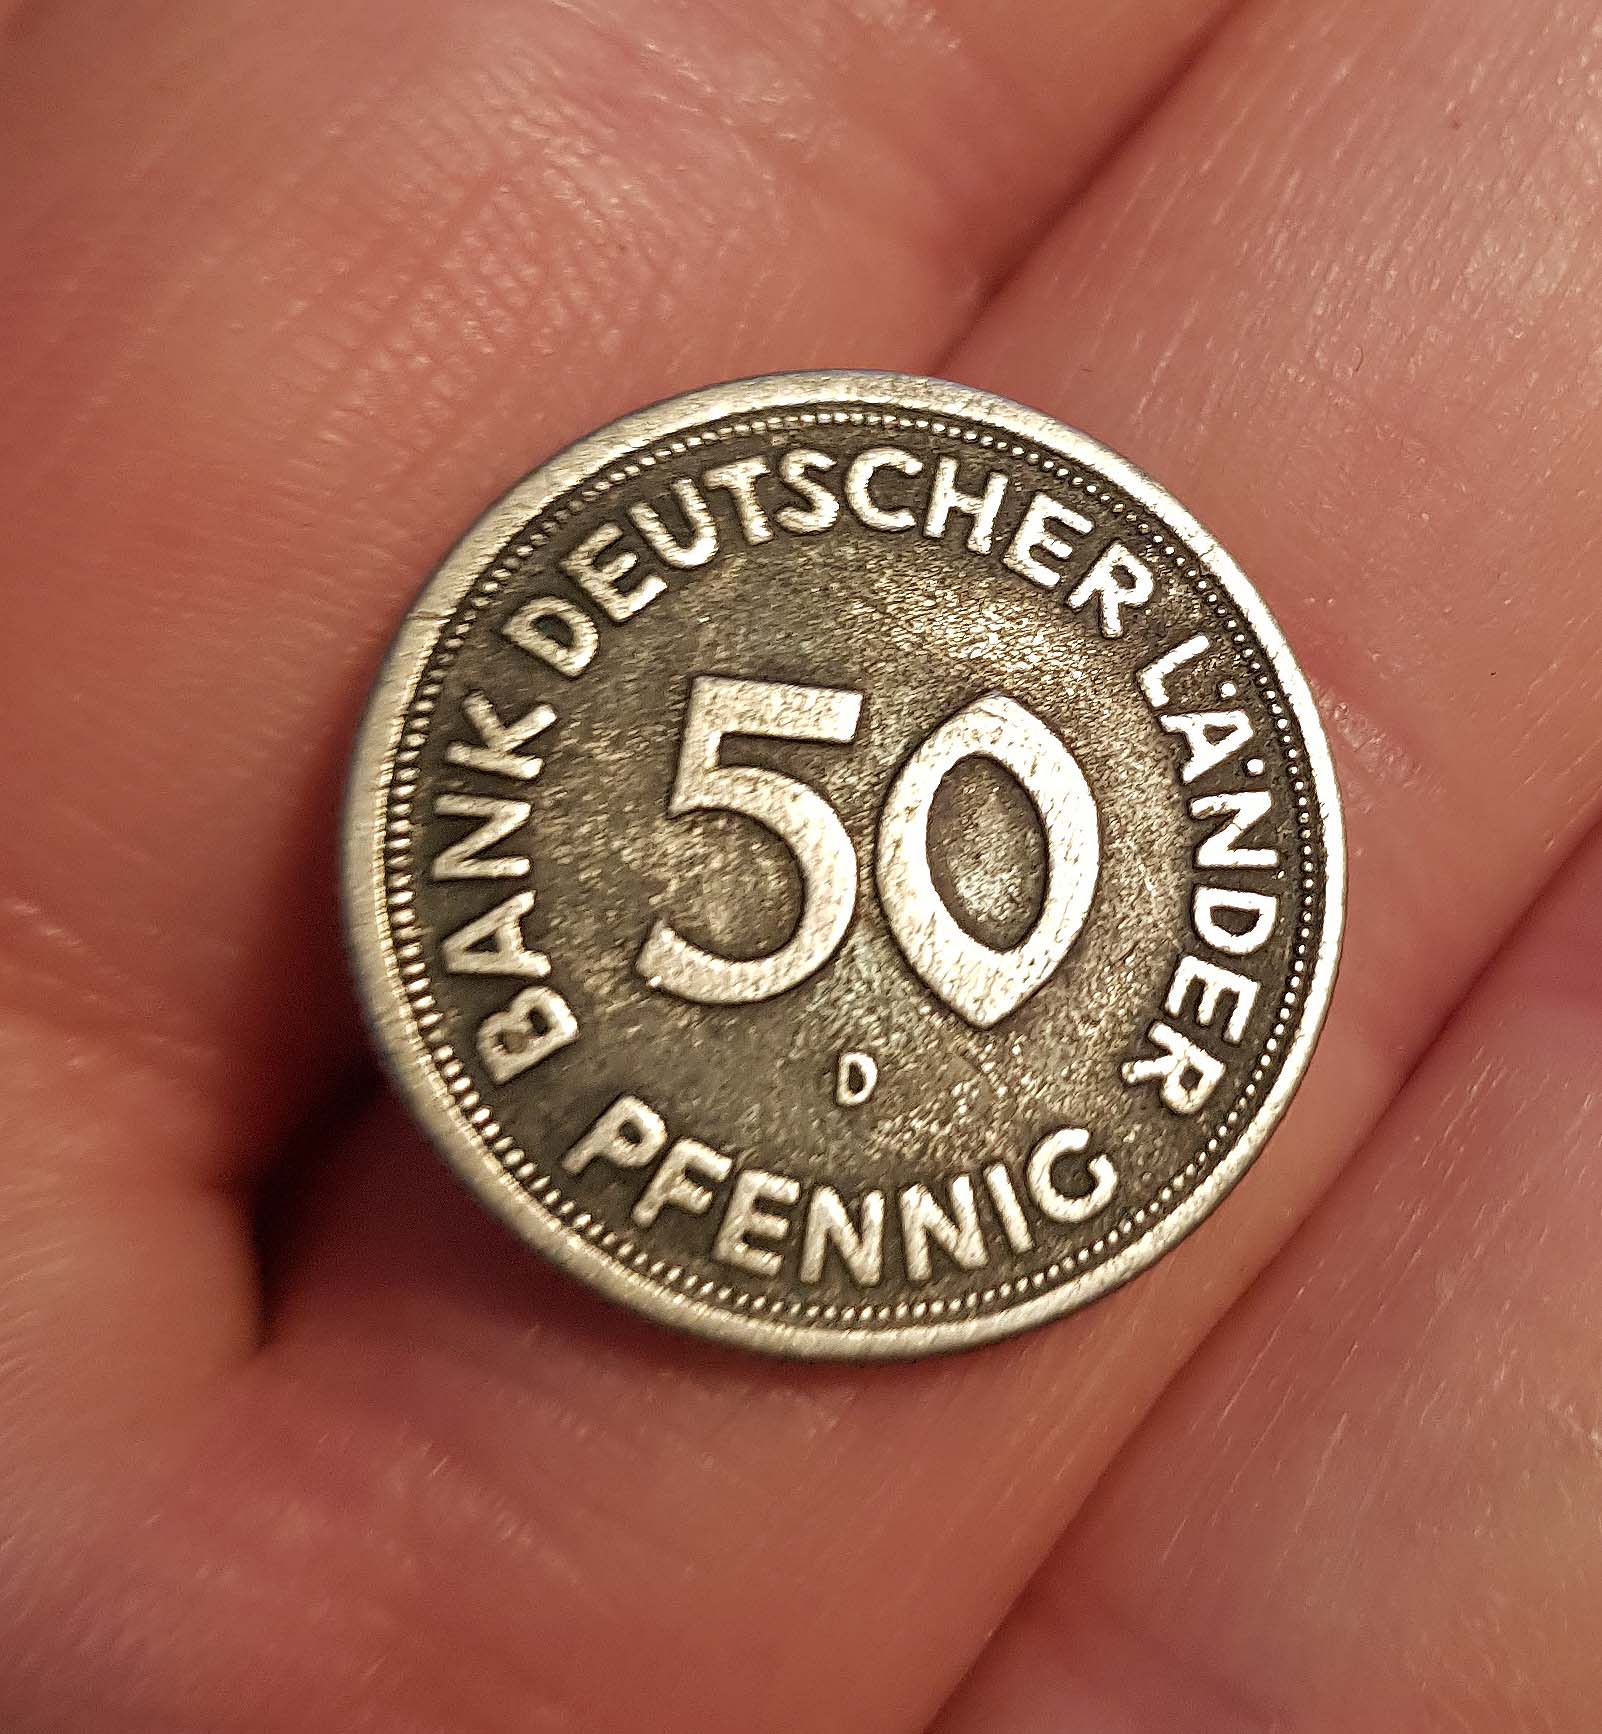 BANK DEUTSCHER LÄNDER
50
D
PFENNIG